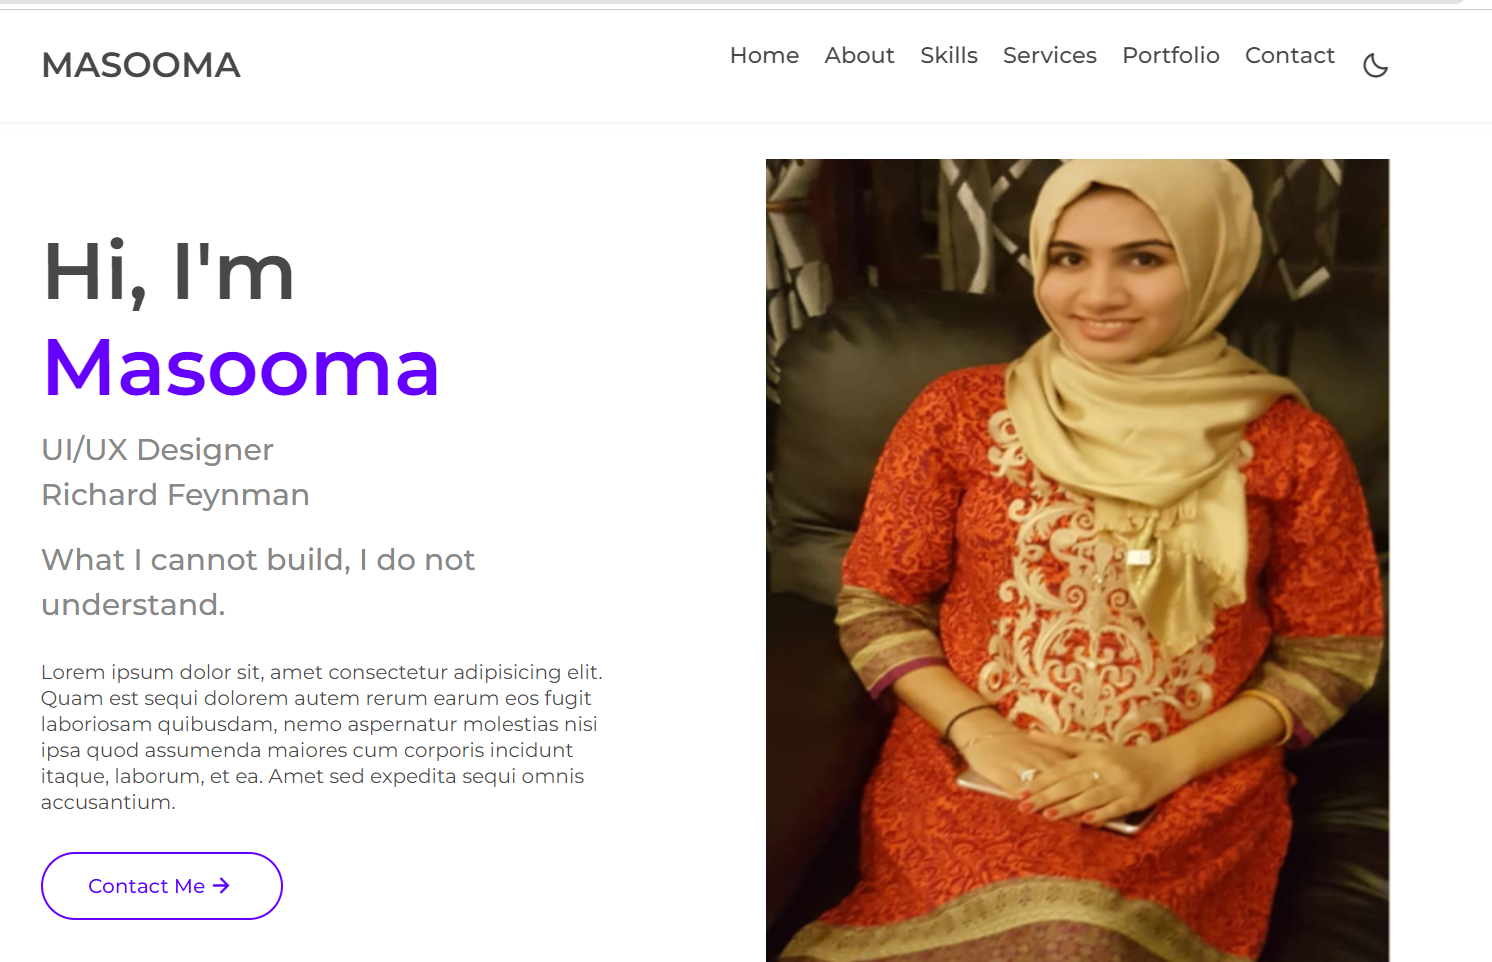 MASOOMA
Home About Skills Services Portfolio Contact
Hi, I'm
Masooma
UI/UX Designer
Richard Feynman
What I cannot build, I do not
understand.
Lorem ipsum dolor sit, amet consectetur adipisicing elit.
Quam est sequi dolorem autem rerum earum eos fugit
laboriosam quibusdam, nemo aspernatur molestias nisi
ipsa quod assumenda maiores cum corporis incidunt
itaque, laborum, et ea. Amet sed expedita sequi omnis
accusantium.
Contact Me →